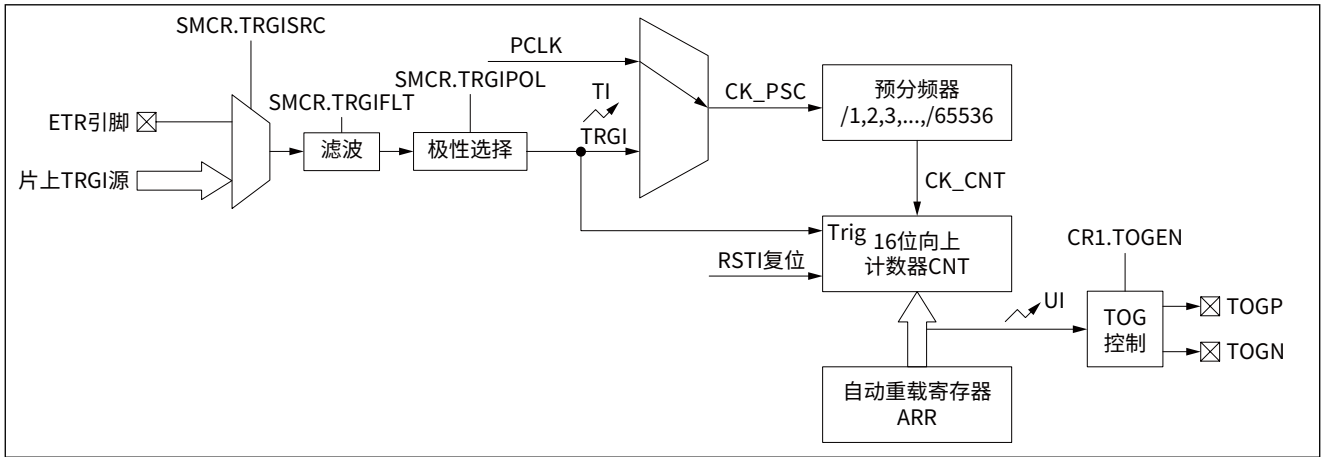 SMCR.TRGISRC
PCLK
SMCR.TRGIPOL
TI
CK_PSC
预分频器
/1,2,3,...,/65536
SMCR.TRGIFLT
ETR引脚
滤波
极性选择
TRGI
片上TRGI源
CK_CNT
Trig
16位向上
计数器CNT
RSTI复位
CR1.TOGEN
UI
TOG
控制
TOGP
TOGN
自动重载寄存器
ARR